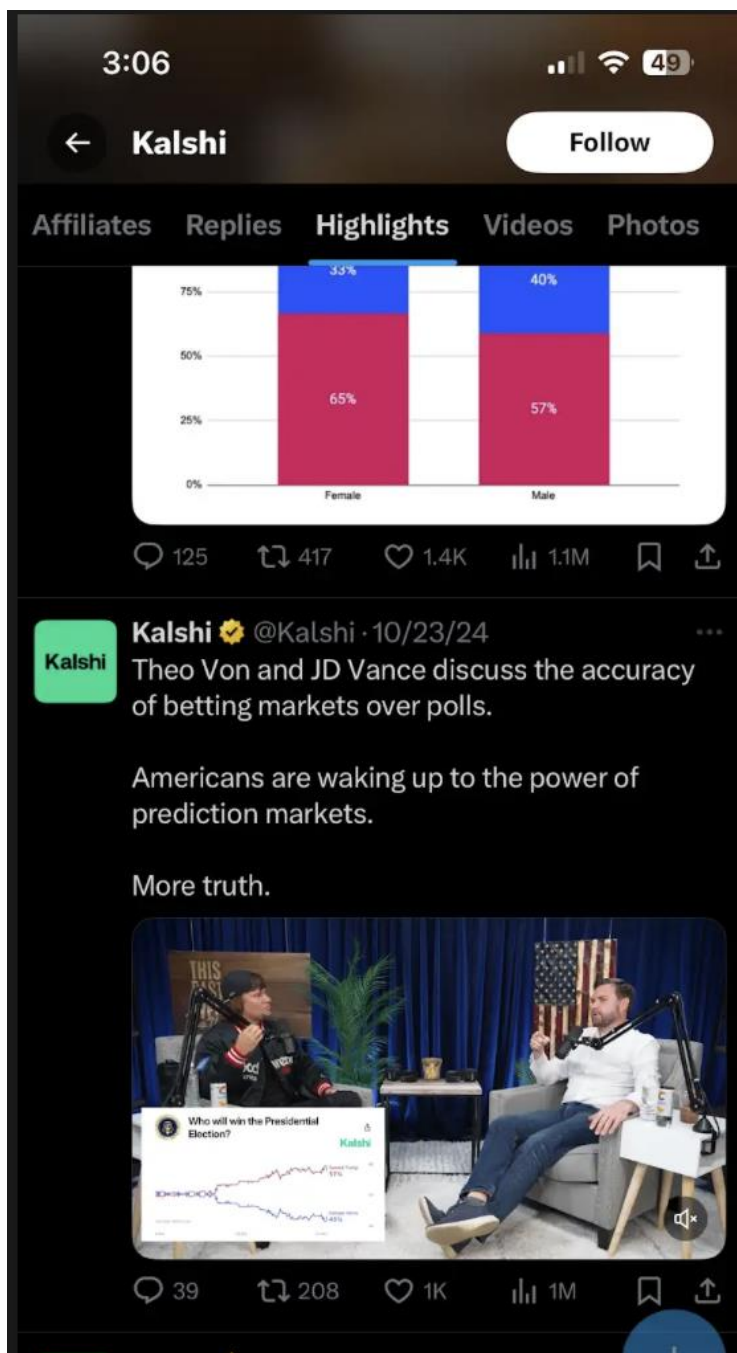 3:06
49
Kalshi
Follow
Affiliates Replies Highlights Videos Photos
33%
40%
75%
50%
65%
57%
25%
0%
Female Male
125 417 1.4K 1.1M
Kalshi @Kalshi · 10/23/24
Kalshi
Theo Von and JD Vance discuss the accuracy
of betting markets over polls.
Americans are waking up to the power of
prediction markets.
More truth.
THIS
Who will win the Presidential
Election?
Kalshi
57%
39 208 1K 1M